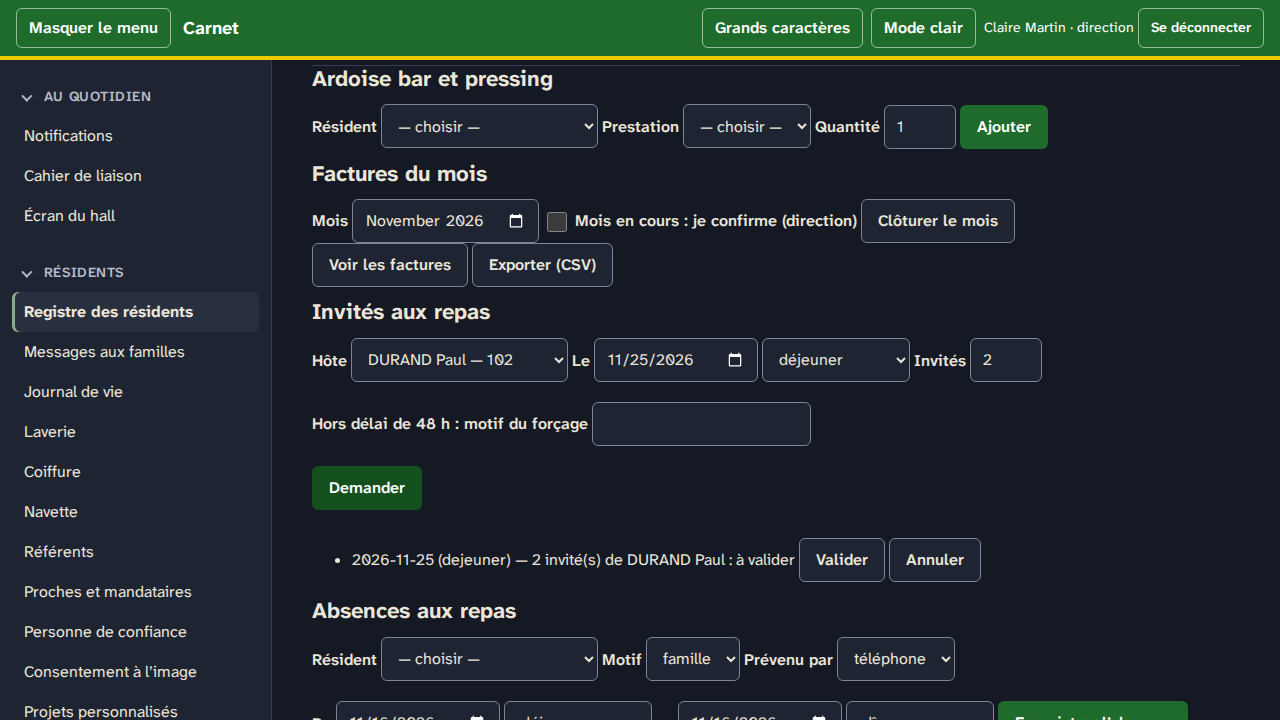 Masquer le menu Carnet Grands caractères Mode clair Claire Martin · direction Se déconnecter
AU QUOTIDIEN
Notifications
Cahier de liaison
Écran du hall
RÉSIDENTS
Registre des résidents
Messages aux familles
Journal de vie
Laverie
Coiffure
Navette
Référents
Proches et mandataires
Personne de confiance
Consentement à l'image
Projets personnalisés
Ardoise bar et pressing
Résident — choisir — Prestation — choisir — Quantité 1 Ajouter
Factures du mois
Mois November 2026 Mois en cours : je confirme (direction) Clôturer le mois
Voir les factures Exporter (CSV)
Invités aux repas
Hôte DURAND Paul — 102 Le 11/25/2026 déjeuner Invités 2
Hors délai de 48 h : motif du forçage
Demander
• 2026-11-25 (dejeuner) — 2 invité(s) de DURAND Paul : à valider Valider Annuler
Absences aux repas
Résident — choisir — Motif famille Prévenu par téléphone